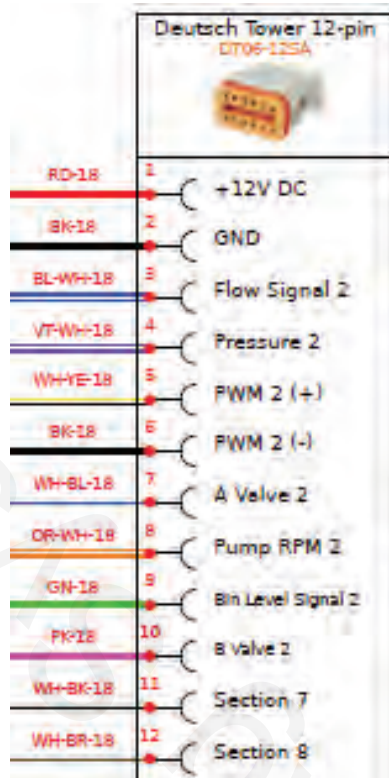 Deutsch Tower 12-pin
DT06-12SA
RD-18 1 +12V DC
BK-18 2 GND
BL-WH-18 3 Flow Signal 2
VT-WH-18 4 Pressure 2
WH-YE-18 5 PWM 2 (+)
BK-18 6 PWM 2 (-)
WH-BL-18 7 A Valve 2
OR-WH-18 8 Pump RPM 2
GN-18 9 Bin Level Signal 2
PK-18 10 B Valve 2
WH-BK-18 11 Section 7
WH-BR-18 12 Section 8